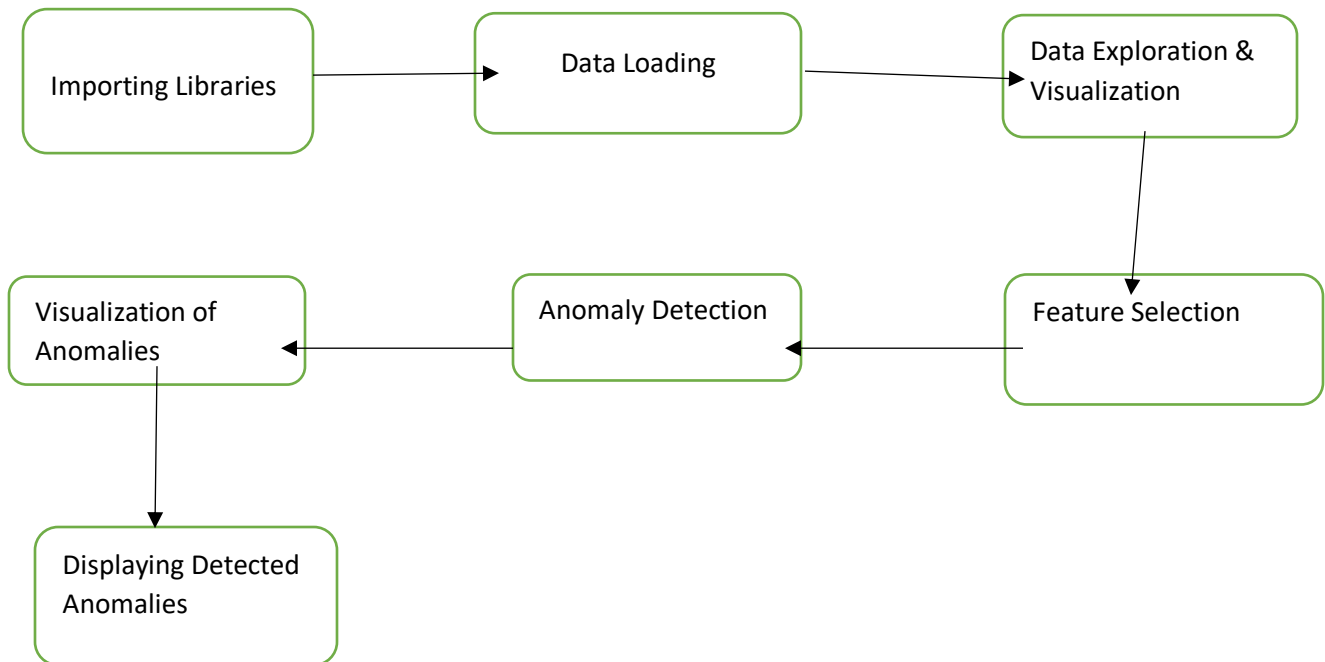 Importing Libraries
Data Loading
Data Exploration &
Visualization
Feature Selection
Anomaly Detection
Visualization of
Anomalies
Displaying Detected
Anomalies